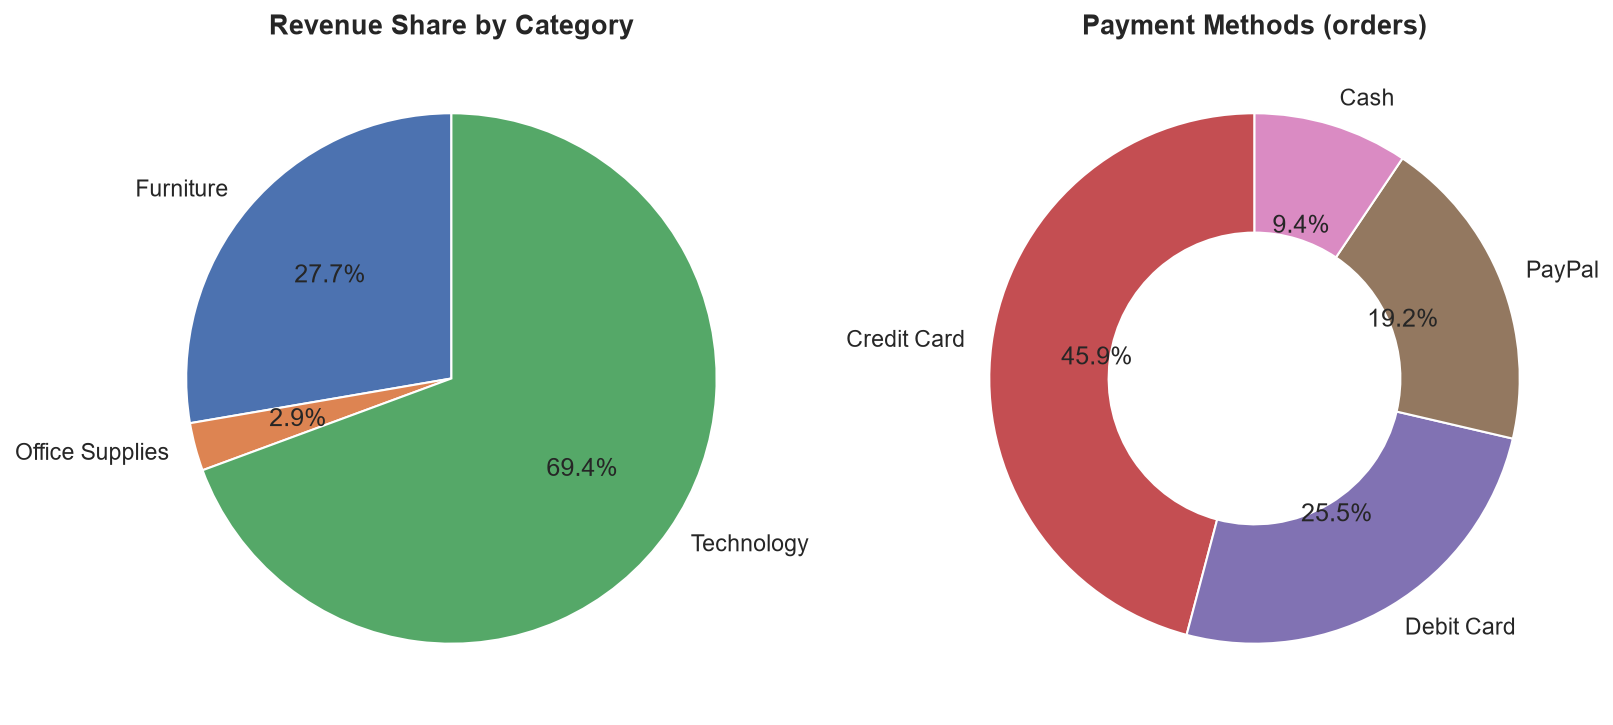 Revenue Share by Category
Furniture
27.7%
2.9%
Office Supplies
69.4%
Technology
Payment Methods (orders)
Cash
9.4%
PayPal
19.2%
Credit Card
45.9%
25.5%
Debit Card